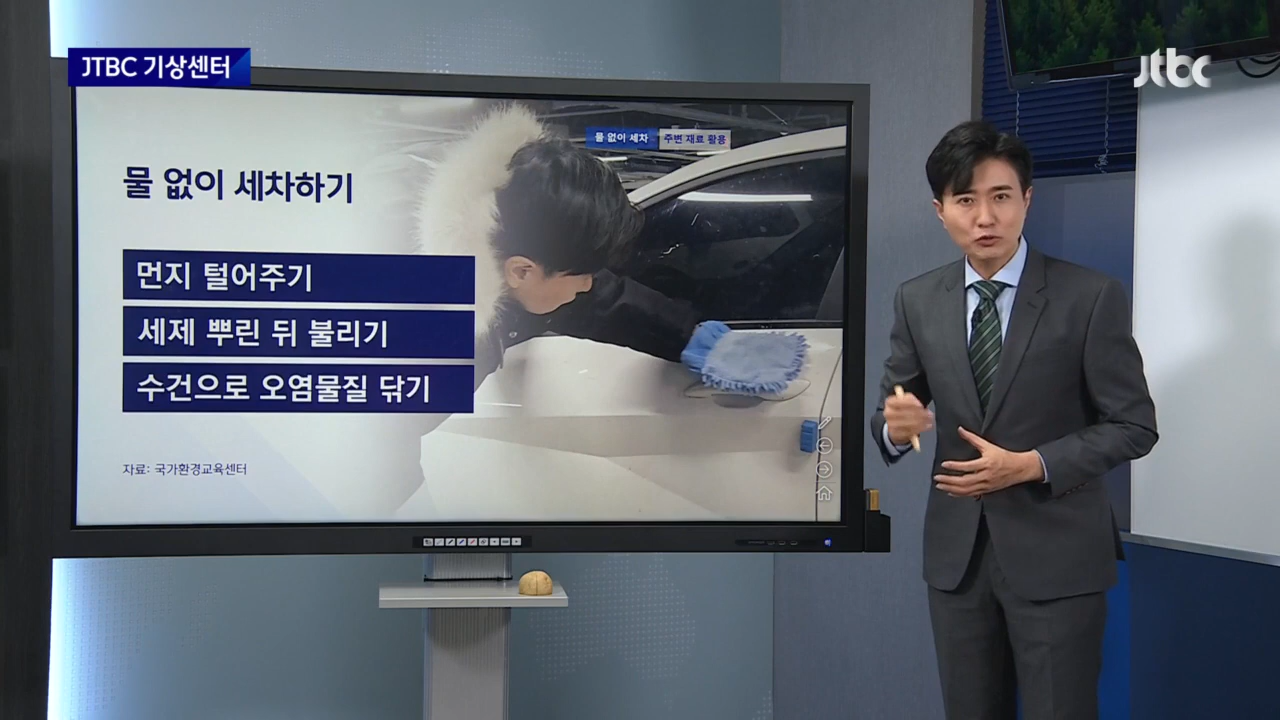 JTBC 기상센터
jtbc
물 없이 세차 주변 재료 활용
물 없이 세차하기
먼지 털어주기
세제 뿌린 뒤 불리기
수건으로 오염물질 닦기
자료: 국가환경교육센터